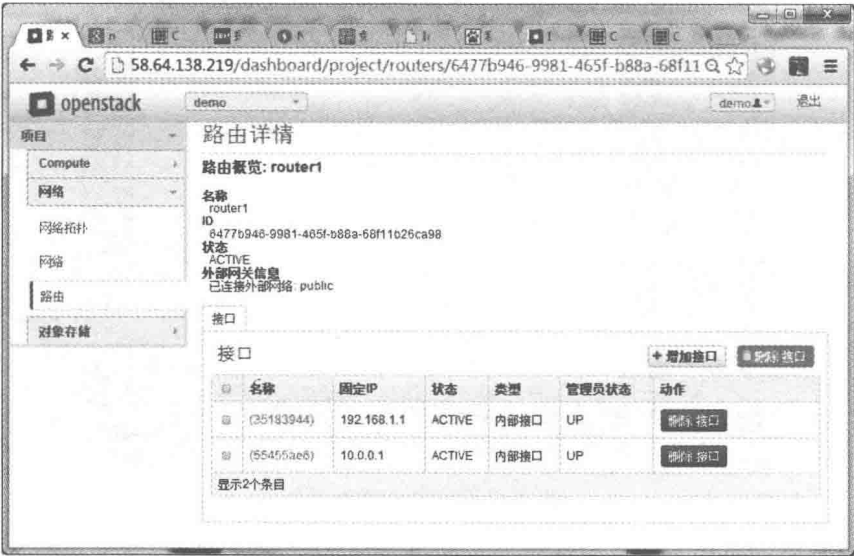 58.64.138.219/dashboard/project/routers/6477b946-9981-465f-b88a-68f11
openstack
demo
demo
退出
项目
Compute
网络
网络拓扑
网络
路由
对象存储
路由详情
路由概览: router1
名称
router1
ID
6477b946-9981-465f-b88a-68f11b26ca98
状态
ACTIVE
外部网关信息
已连接外部网络: public
接口
接口
+ 增加接口
删除 接口
名称 固定IP 状态 类型 管理员状态 动作
(35183944) 192.168.1.1 ACTIVE 内部接口 UP 删除 接口
(55455ae6) 10.0.0.1 ACTIVE 内部接口 UP 删除 接口
显示2个条目